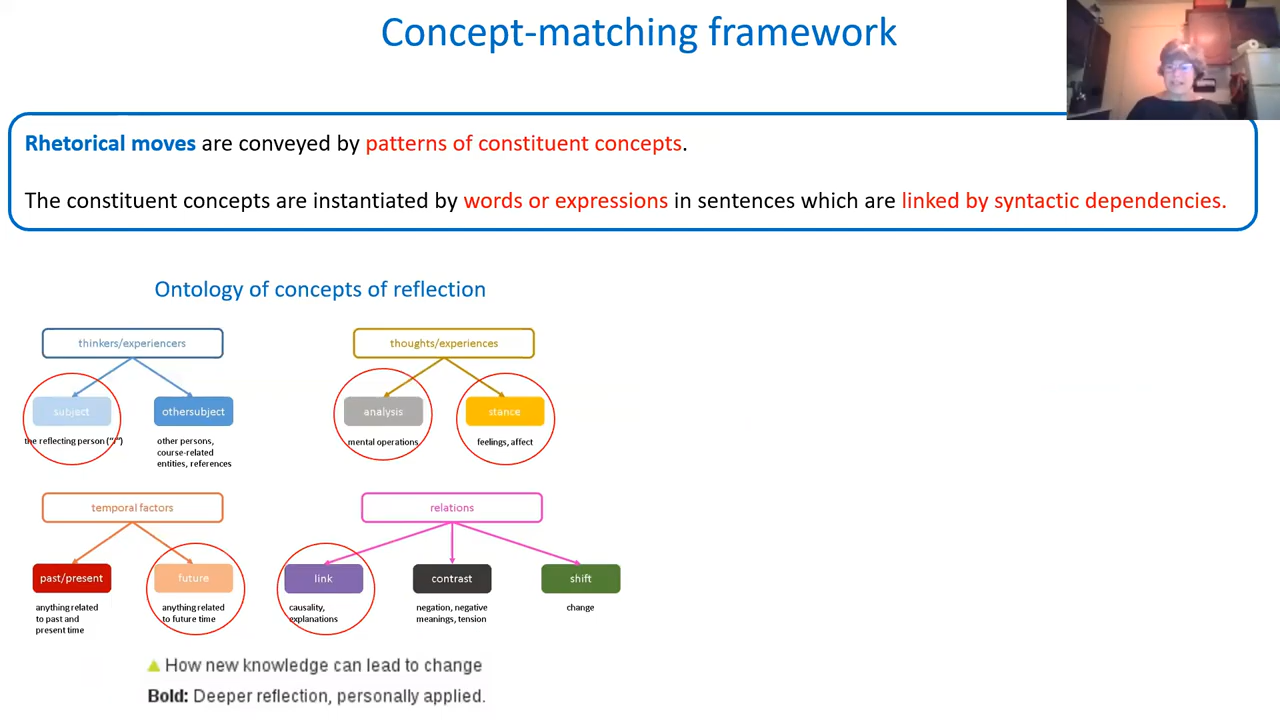 Concept-matching framework
Rhetorical moves are conveyed by patterns of constituent concepts.
The constituent concepts are instantiated by words or expressions in sentences which are linked by syntactic dependencies.
Ontology of concepts of reflection
thinkers/experiencers
subject
othersubject
the reflecting person ("I")
other persons,
course-related
entities, references
thoughts/experiences
analysis
stance
mental operations
feelings, affect
temporal factors
past/present
future
anything related
to past and
present time
anything related
to future time
relations
link
contrast
shift
causality,
explanations
negation, negative
meanings, tension
change
How new knowledge can lead to change
Bold: Deeper reflection, personally applied.